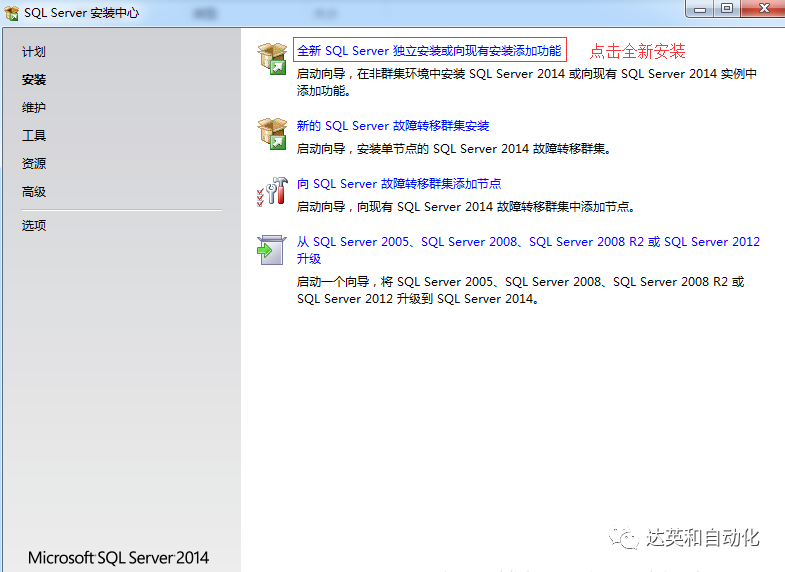 SQL Server 安装中心
计划
安装
维护
工具
资源
高级
选项
全新 SQL Server 独立安装或向现有安装添加功能
点击全新安装
启动向导，在非群集环境中安装 SQL Server 2014 或向现有 SQL Server 2014 实例中
添加功能。
新的 SQL Server 故障转移群集安装
启动向导，安装单节点的 SQL Server 2014 故障转移群集。
向 SQL Server 故障转移群集添加节点
启动向导，向现有 SQL Server 2014 故障转移群集中添加节点。
从 SQL Server 2005、SQL Server 2008、SQL Server 2008 R2 或 SQL Server 2012
升级
启动一个向导，将 SQL Server 2005、SQL Server 2008、SQL Server 2008 R2 或
SQL Server 2012 升级到 SQL Server 2014。
Microsoft SQL Server 2014
达英和自动化